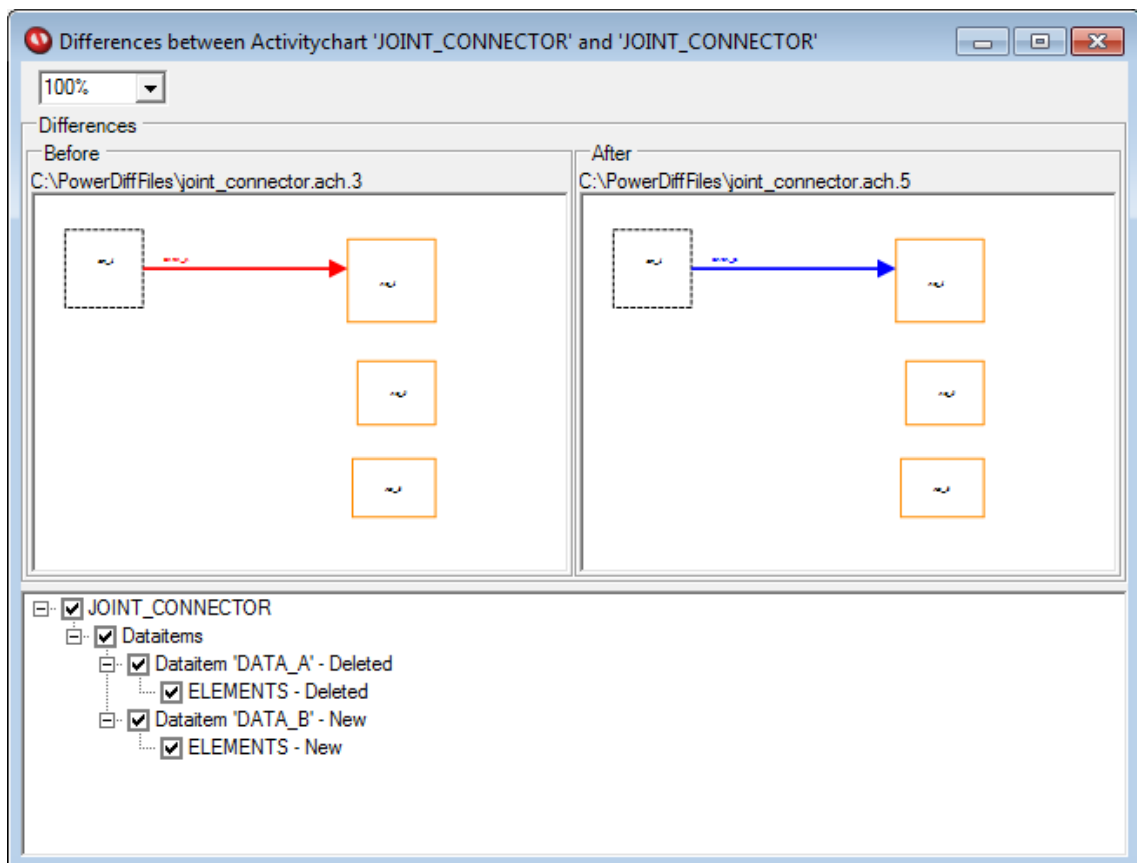 Differences between Activitychart 'JOINT_CONNECTOR' and 'JOINT_CONNECTOR'
100%
Differences
Before
C:\PowerDiffFiles\joint_connector.ach.3
After
C:\PowerDiffFiles\joint_connector.ach.5
JOINT_CONNECTOR
Dataitems
Dataitem 'DATA_A' - Deleted
ELEMENTS - Deleted
Dataitem 'DATA_B' - New
ELEMENTS - New